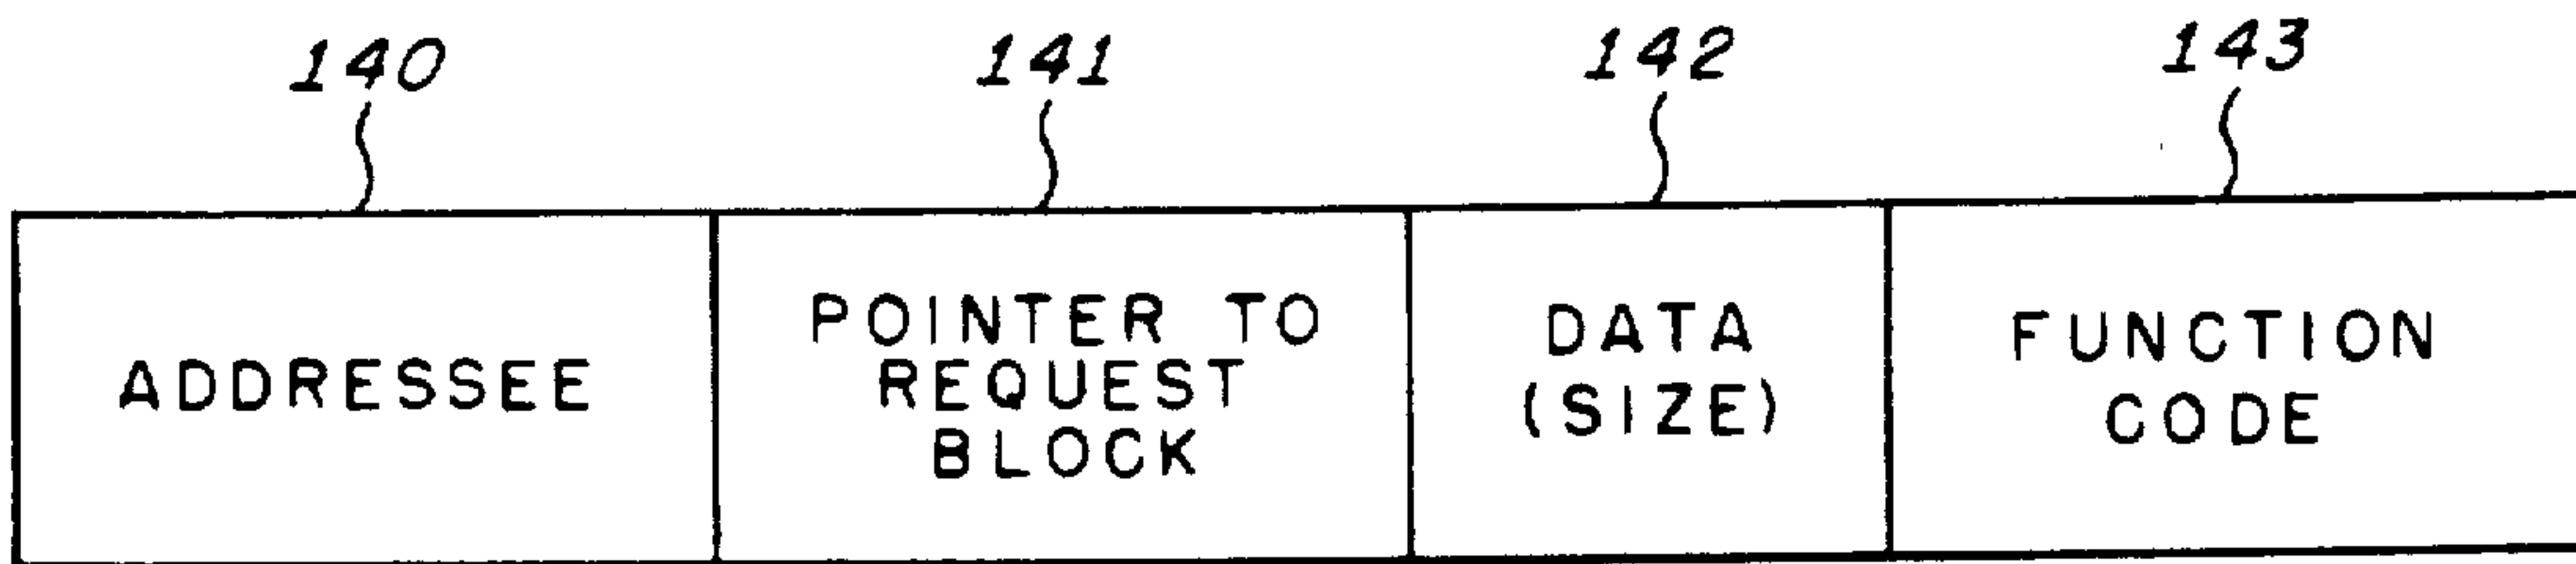 140 141 142 143
ADDRESSEE
POINTER TO
REQUEST
BLOCK
DATA
(SIZE)
FUNCTION
CODE